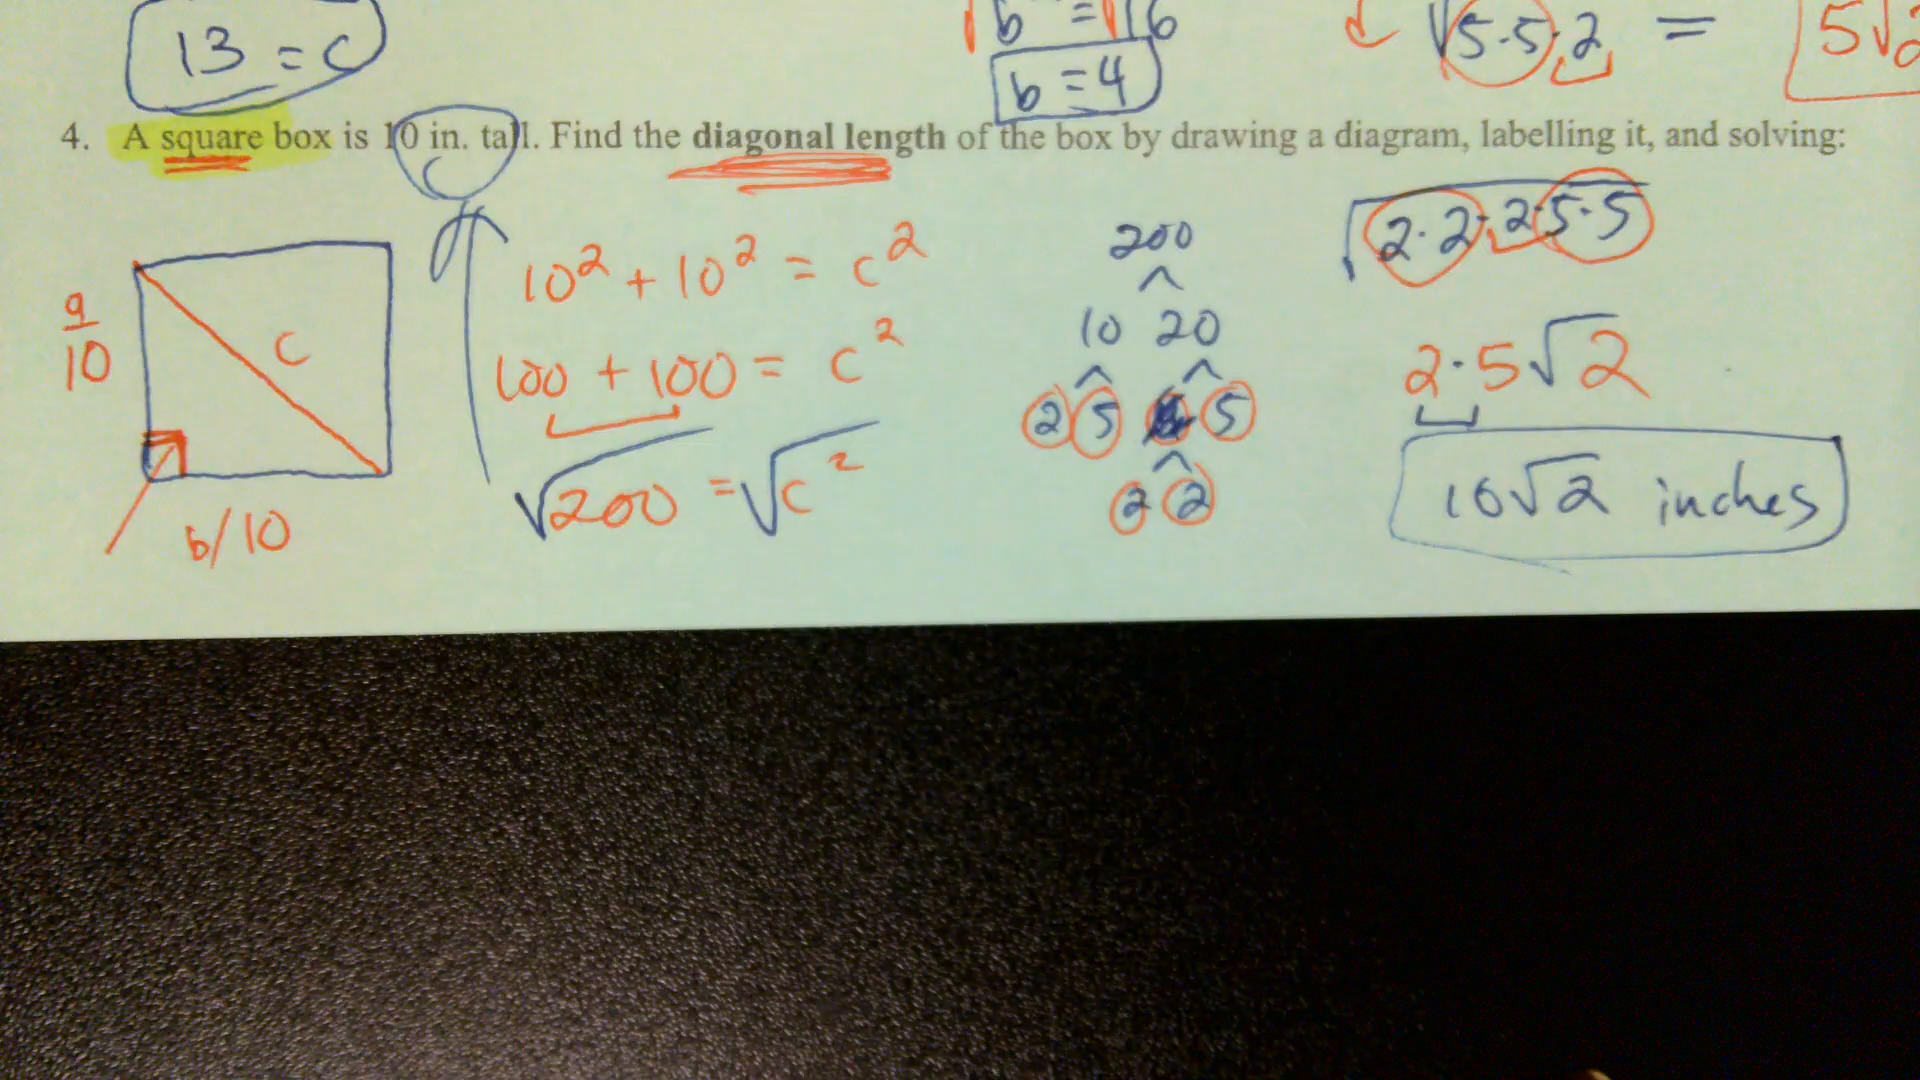 13 = c
b = √16
b = 4
√5·5·2 = 5√2
4. A square box is 10 in. tall. Find the diagonal length of the box by drawing a diagram, labelling it, and solving:
c
a
10
c
b/10
10² + 10² = c²
100 + 100 = c²
√200 = √c²
200
10 20
2 5 5
2 2
√2·2·2·5·5
2·5√2
10√2 inches